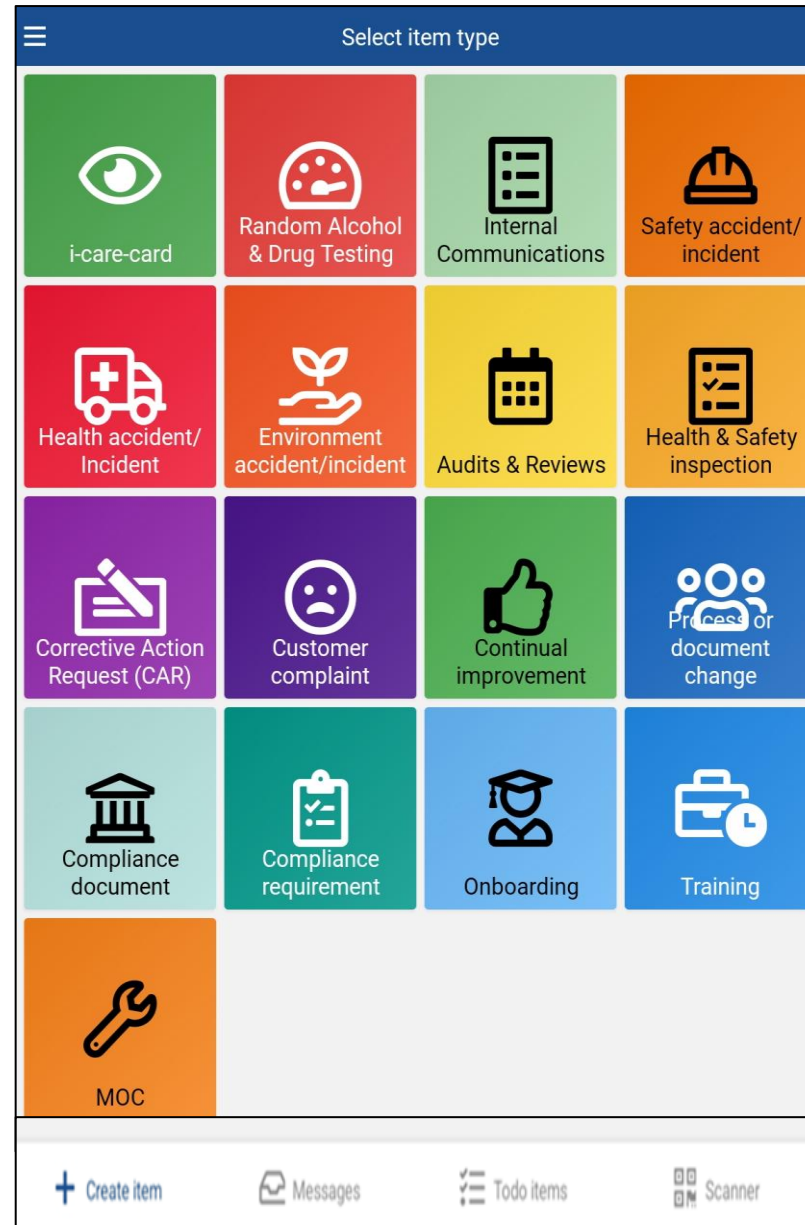 Select item type
i-care-card
Random Alcohol
& Drug Testing
Internal
Communications
Safety accident/
incident
Health accident/
Incident
Environment
accident/incident
Audits & Reviews
Health & Safety
inspection
Corrective Action
Request (CAR)
Customer
complaint
Continual
improvement
Process or
document
change
Compliance
document
Compliance
requirement
Onboarding
Training
MOC
Create item
Messages
Todo items
Scanner